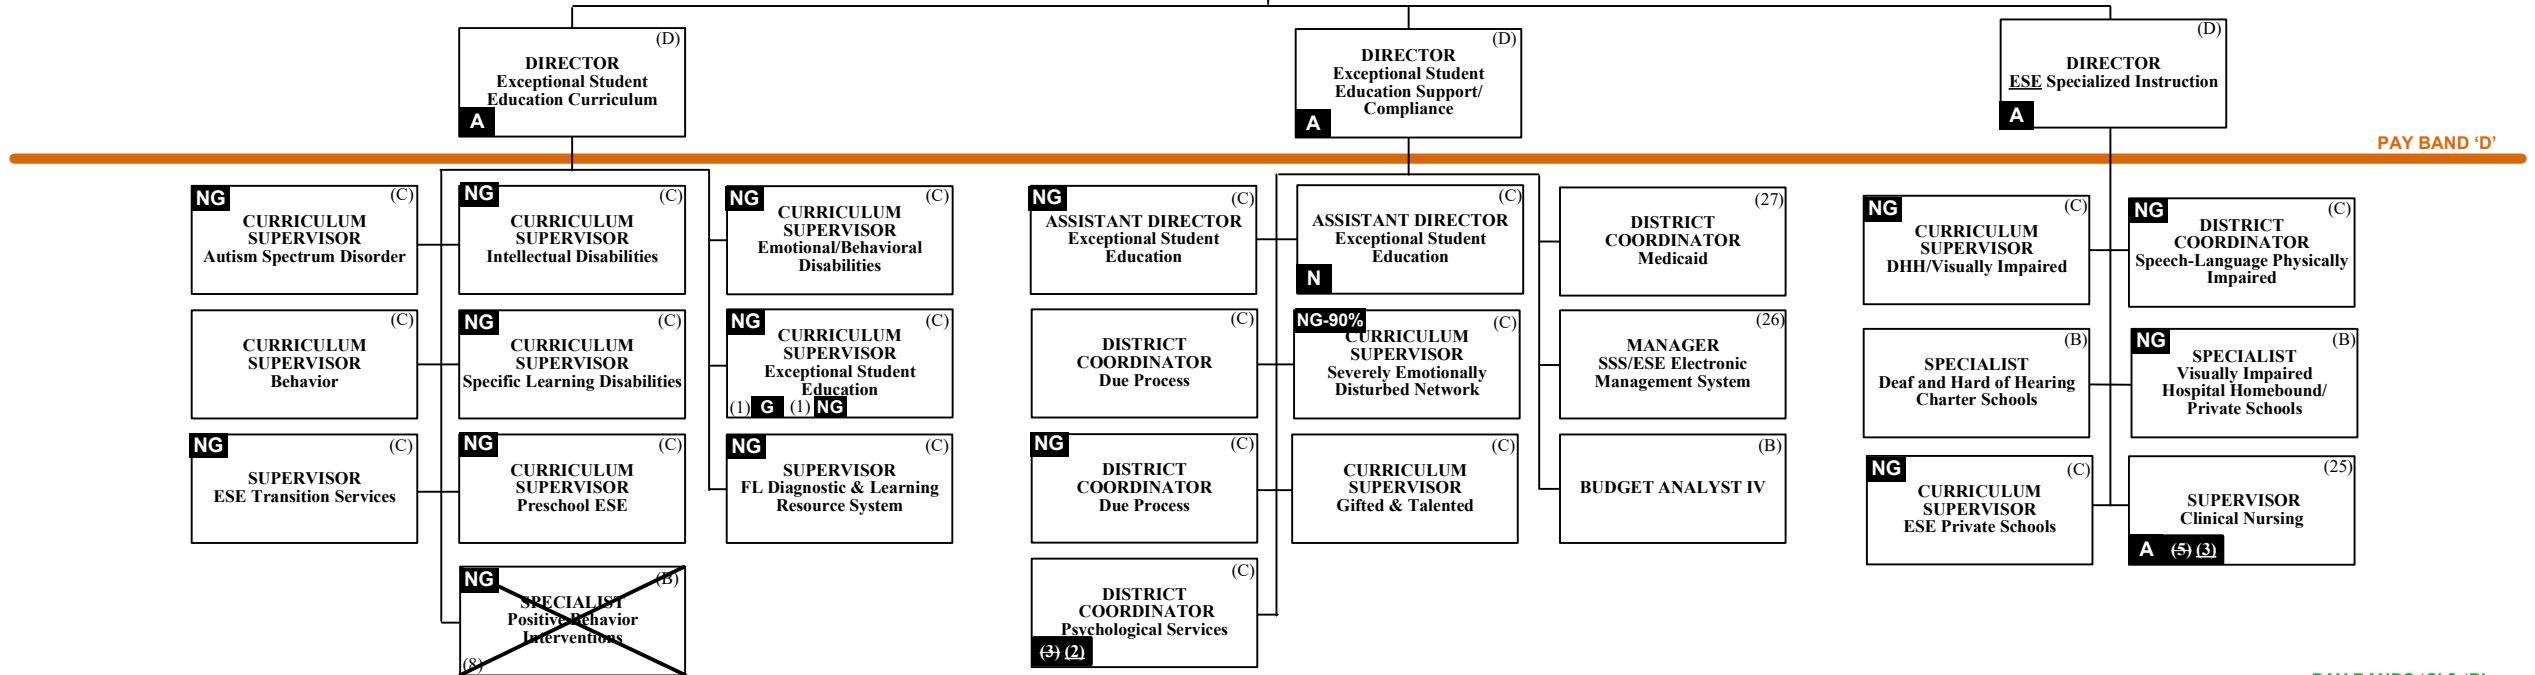 (D)
DIRECTOR
Exceptional Student
Education Curriculum
A
(D)
DIRECTOR
Exceptional Student
Education Support/
Compliance
A
(D)
DIRECTOR
ESE Specialized Instruction
A
PAY BAND ‘D’
NG
(C)
CURRICULUM
SUPERVISOR
Autism Spectrum Disorder
NG
(C)
CURRICULUM
SUPERVISOR
Intellectual Disabilities
NG
(C)
CURRICULUM
SUPERVISOR
Emotional/Behavioral
Disabilities
(C)
CURRICULUM
SUPERVISOR
Behavior
NG
(C)
CURRICULUM
SUPERVISOR
Specific Learning Disabilities
NG
(C)
CURRICULUM
SUPERVISOR
Exceptional Student
Education
(1) G (1) NG
NG
(C)
SUPERVISOR
ESE Transition Services
NG
(C)
CURRICULUM
SUPERVISOR
Preschool ESE
NG
(C)
SUPERVISOR
FL Diagnostic & Learning
Resource System
NG
(B)
SPECIALIST
Positive Behavior
Interventions
(8)
NG
(C)
ASSISTANT DIRECTOR
Exceptional Student
Education
(C)
ASSISTANT DIRECTOR
Exceptional Student
Education
N
(27)
DISTRICT
COORDINATOR
Medicaid
(C)
DISTRICT
COORDINATOR
Due Process
NG-90%
(C)
CURRICULUM
SUPERVISOR
Severely Emotionally
Disturbed Network
(26)
MANAGER
SSS/ESE Electronic
Management System
NG
(C)
DISTRICT
COORDINATOR
Due Process
(C)
CURRICULUM
SUPERVISOR
Gifted & Talented
(B)
BUDGET ANALYST IV
(C)
DISTRICT
COORDINATOR
Psychological Services
(3) (2)
NG
(C)
CURRICULUM
SUPERVISOR
DHH/Visually Impaired
NG
(C)
DISTRICT
COORDINATOR
Speech-Language Physically
Impaired
(B)
SPECIALIST
Deaf and Hard of Hearing
Charter Schools
NG
(B)
SPECIALIST
Visually Impaired
Hospital Homebound/
Private Schools
NG
(C)
CURRICULUM
SUPERVISOR
ESE Private Schools
(25)
SUPERVISOR
Clinical Nursing
A (5) (3)